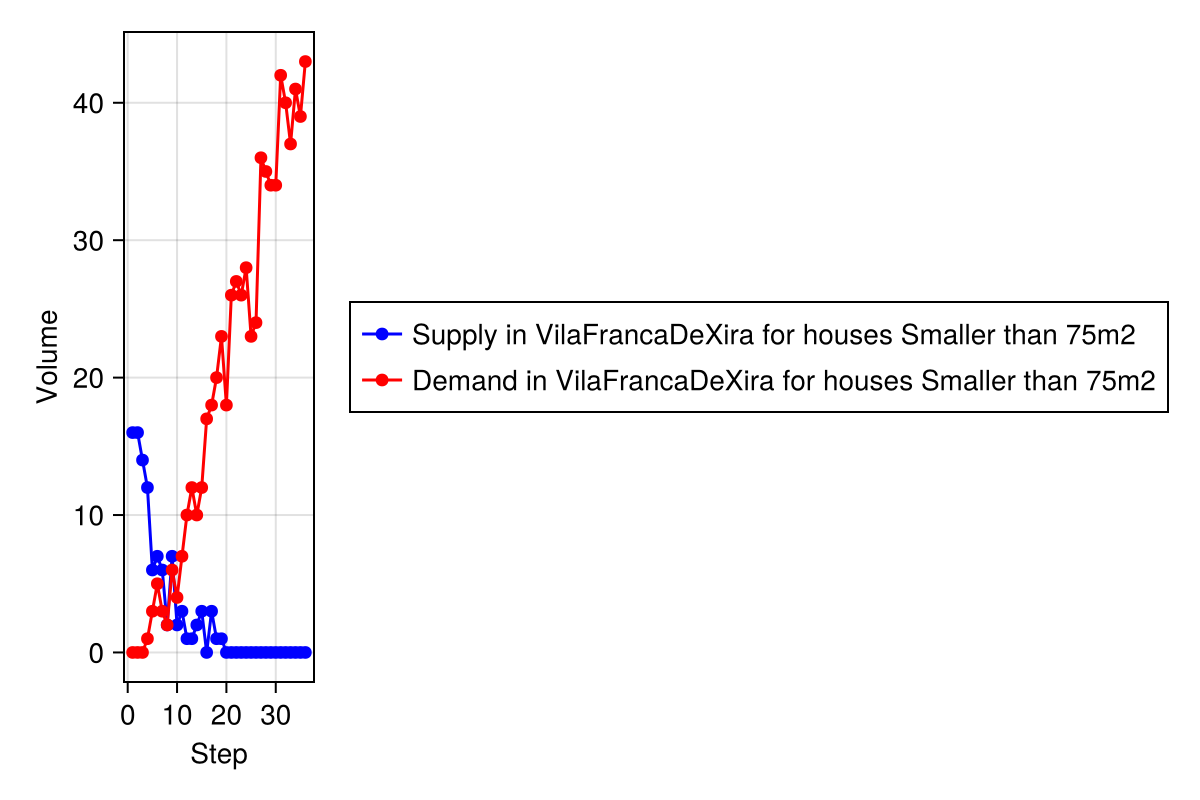 Volume
40
30
20
10
0
0 10 20 30
Step
Supply in VilaFrancaDeXira for houses Smaller than 75m2
Demand in VilaFrancaDeXira for houses Smaller than 75m2